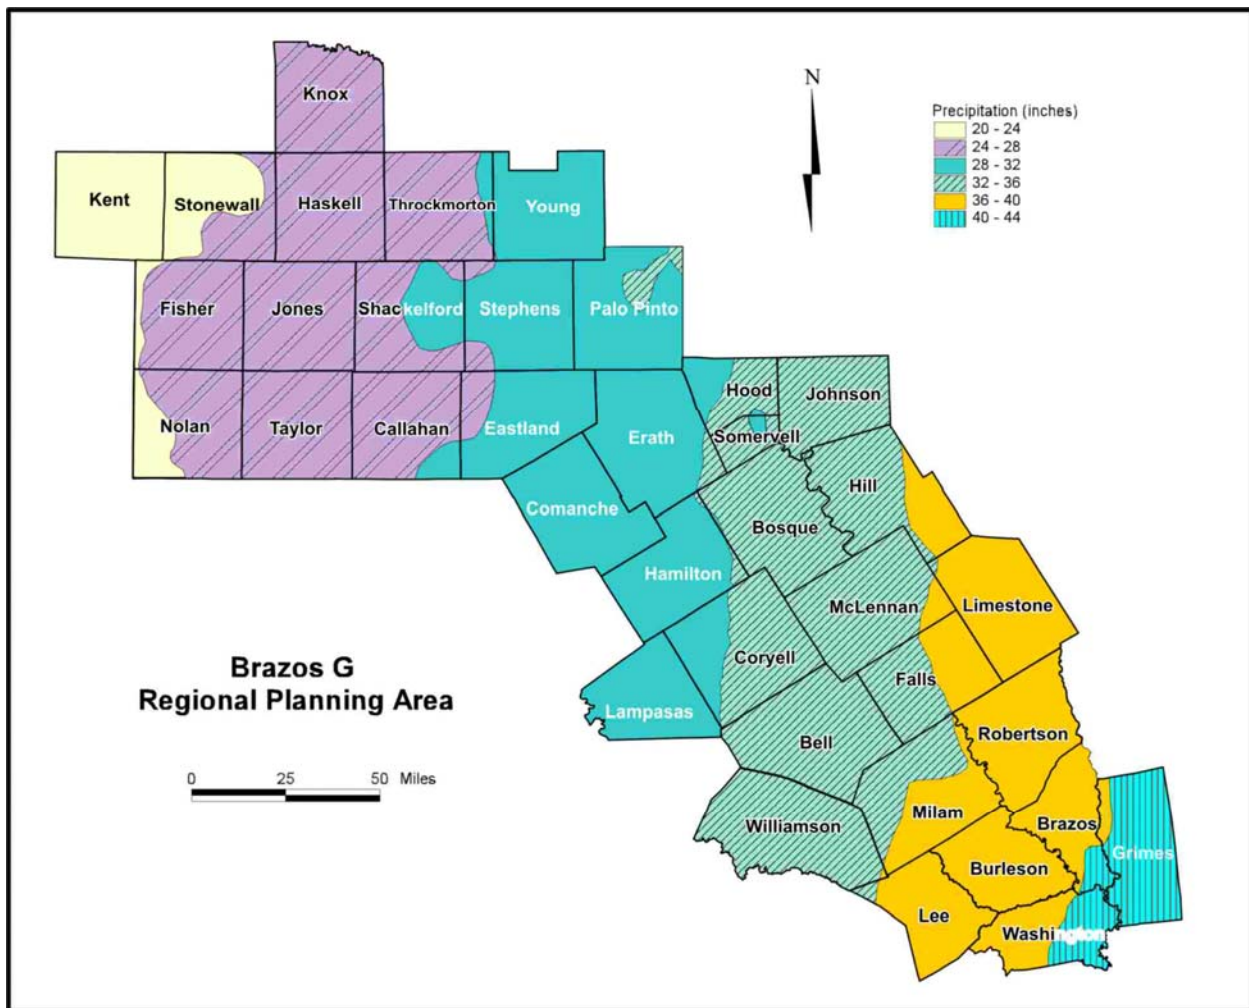 Knox
N
Precipitation (inches)
20 - 24
24 - 28
28 - 32
32 - 36
36 - 40
40 - 44
Kent
Stonewall
Haskell
Throckmorton
Young
Fisher
Jones
Shackelford
Stephens
Palo Pinto
Hood
Johnson
Nolan
Taylor
Callahan
Eastland
Erath
Somervell
Hill
Comanche
Bosque
Hamilton
McLennan
Limestone
Brazos G
Regional Planning Area
Coryell
Falls
Lampasas
Bell
Robertson
0 25 50 Miles
Williamson
Milam
Brazos
Grimes
Burleson
Lee
Washington